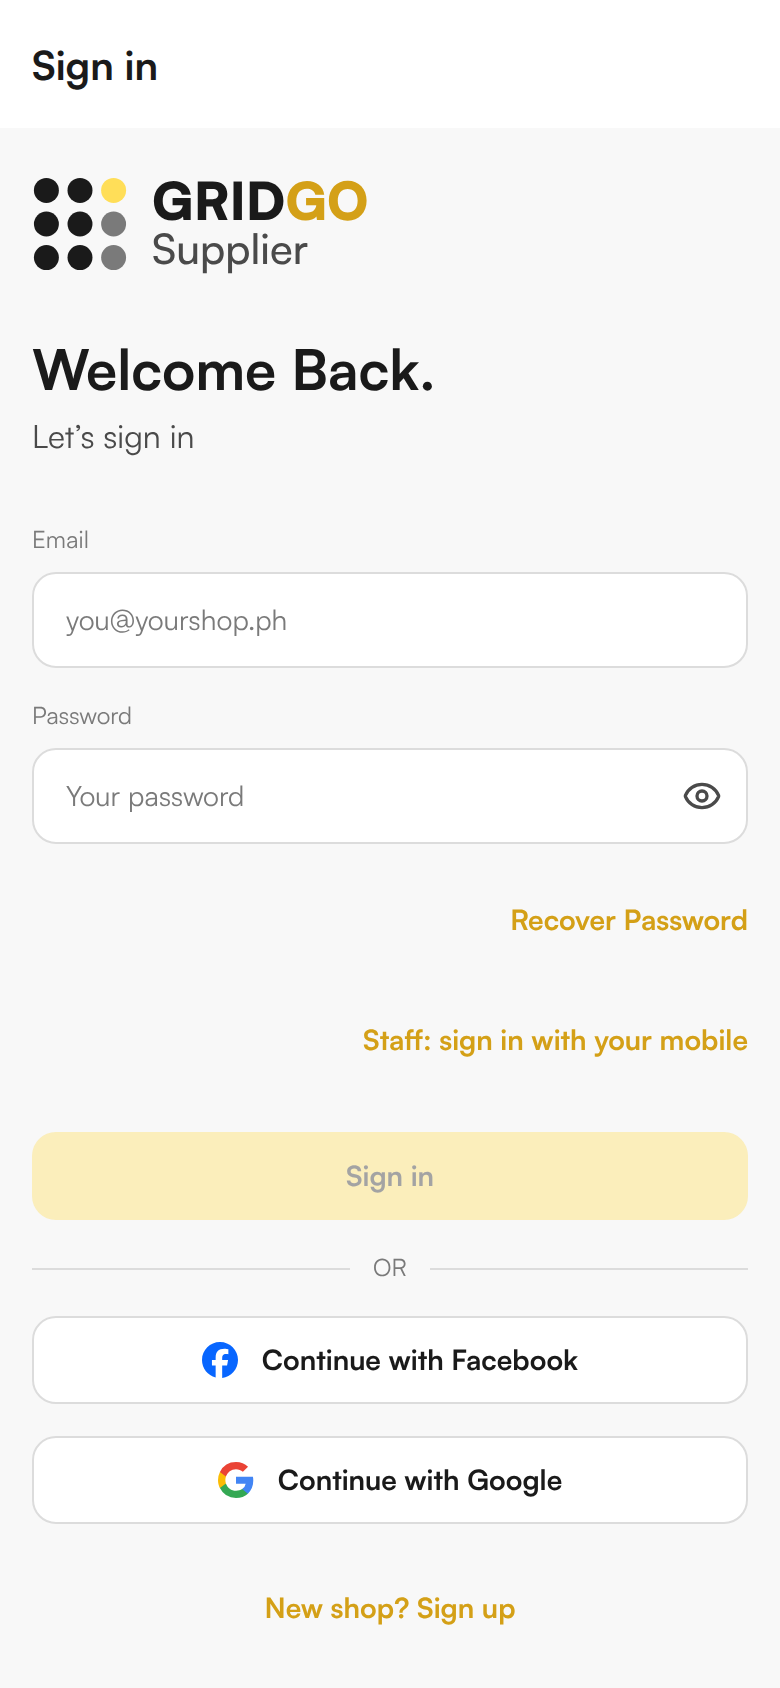 Sign in
GRIDGO
Supplier
Welcome Back.
Let’s sign in
Email
you@yourshop.ph
Password
Your password
Recover Password
Staff: sign in with your mobile
Sign in
OR
Continue with Facebook
Continue with Google
New shop? Sign up